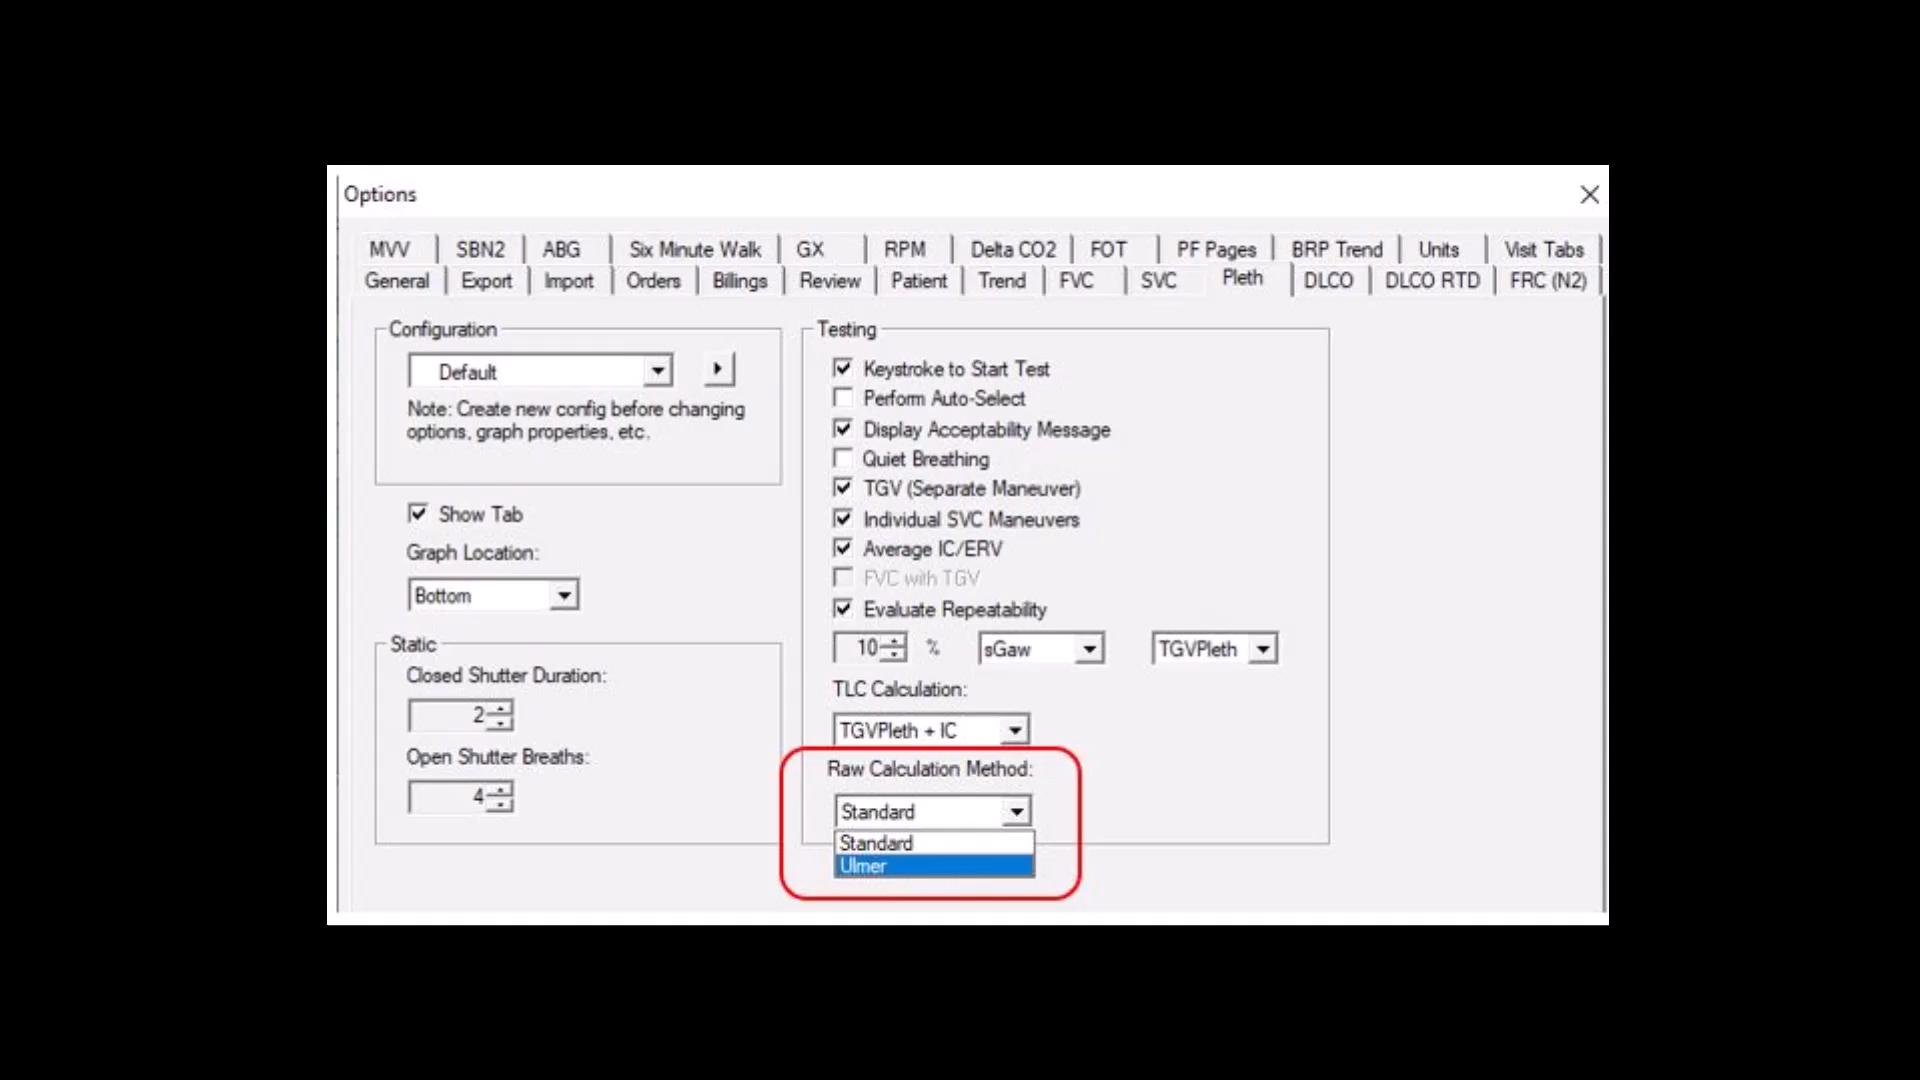 Options
MVV SBN2 ABG Six Minute Walk GX RPM Delta CO2 FOT PF Pages BRP Trend Units Visit Tabs
General Export Import Orders Billings Review Patient Trend FVC SVC Pleth DLCO DLCO RTD FRC (N2)
Configuration
Default
Note: Create new config before changing
options, graph properties, etc.
Show Tab
Graph Location:
Bottom
Static
Closed Shutter Duration:
2
Open Shutter Breaths:
4
Testing
Keystroke to Start Test
Perform Auto-Select
Display Acceptability Message
Quiet Breathing
TGV (Separate Maneuver)
Individual SVC Maneuvers
Average IC/ERV
FVC with TGV
Evaluate Repeatability
10 % sGaw TGVPleth
TLC Calculation:
TGVPleth + IC
Raw Calculation Method:
Standard
Standard
Ulmer